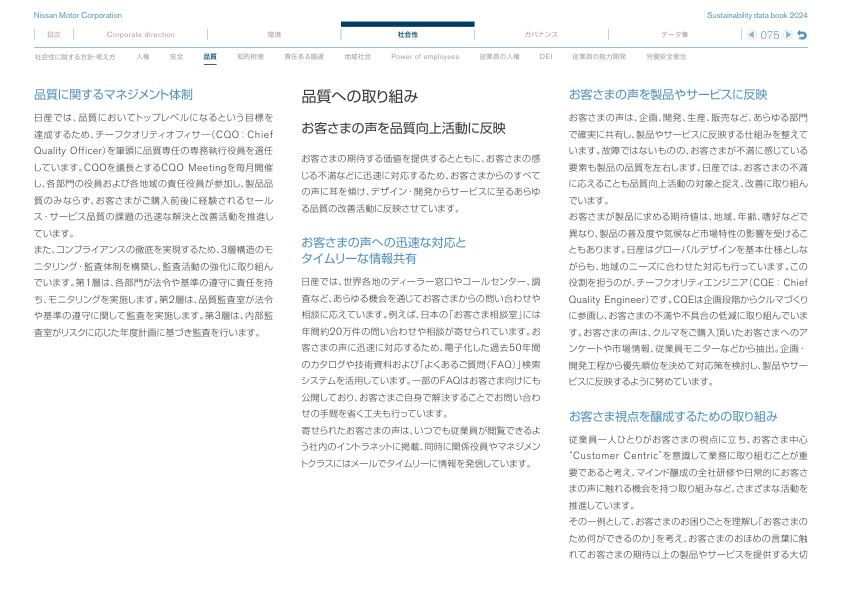 Nissan Motor Corporation
Sustainability data book 2024
目次
Corporate direction
環境
社会性
ガバナンス
データ集
075
社会性に関する方針・考え方
人権
安全
品質
知的財産
責任ある調達
地域社会
Power of employees
従業員の人権
DEI
従業員の能力開発
労働安全衛生
品質に関するマネジメント体制
日産では、品質においてトップレベルになるという目標を
達成するため、チーフクオリティオフィサー(CQO:Chief
Quality Officer)を筆頭に品質専任の専務執行役員を選任
しています。CQOを議長とするCQO Meetingを毎月開催
し、各部門の役員および各地域の責任役員が参加し、製品品
質のみならず、お客さまがご購入前後に経験されるセール
ス・サービス品質の課題の迅速な解決と改善活動を推進し
ています。
また、コンプライアンスの徹底を実現するため、3層構造のモ
ニタリング・監査体制を構築し、監査活動の強化に取り組ん
でいます。第1層は、各部門が法令や基準の遵守に責任を持
ち、モニタリングを実施します。第2層は、品質監査室が法令
や基準の遵守に関して監査を実施します。第3層は、内部監
査室がリスクに応じた年度計画に基づき監査を行います。
品質への取り組み
お客さまの声を品質向上活動に反映
お客さまの期待する価値を提供するとともに、お客さまの感
じる不満などに迅速に対応するため、お客さまからのすべて
の声に耳を傾け、デザイン・開発からサービスに至るあらゆ
る品質の改善活動に反映させています。
お客さまの声への迅速な対応と
タイムリーな情報共有
日産では、世界各地のディーラー窓口やコールセンター、調
査など、あらゆる機会を通じてお客さまからの問い合わせや
相談に応えています。例えば、日本の「お客さま相談室」には
年間約20万件の問い合わせや相談が寄せられています。お
客さまの声に迅速に対応するため、電子化した過去50年間
のカタログや技術資料および「よくあるご質問(FAQ)」検索
システムを活用しています。一部のFAQはお客さま向けにも
公開しており、お客さまご自身で解決することでお問い合わ
せの手間を省く工夫も行っています。
寄せられたお客さまの声は、いつでも従業員が閲覧できるよ
う社内のイントラネットに掲載、同時に関係役員やマネジメン
トクラスにはメールでタイムリーに情報を発信しています。
お客さまの声を製品やサービスに反映
お客さまの声は、企画、開発、生産、販売など、あらゆる部門
で確実に共有し、製品やサービスに反映する仕組みを整えて
います。故障ではないものの、お客さまが不満に感じている
要素も製品の品質を左右します。日産では、お客さまの不満
に応えることも品質向上活動の対象と捉え、改善に取り組ん
でいます。
お客さまが製品に求める期待値は、地域、年齢、嗜好などで
異なり、製品の普及度や気候など市場特性の影響を受けるこ
ともあります。日産はグローバルデザインを基本仕様としな
がらも、地域のニーズに合わせた対応も行っています。この
役割を担うのが、チーフクオリティエンジニア(CQE:Chief
Quality Engineer)です。CQEは企画段階からクルマづくり
に参画し、お客さまの不満や不具合の低減に取り組んでいま
す。お客さまの声は、クルマをご購入頂いたお客さまへのア
ンケートや市場情報、従業員モニターなどから抽出。企画・
開発工程から優先順位を決めて対応策を検討し、製品やサー
ビスに反映するように努めています。
お客さま視点を醸成するための取り組み
従業員一人ひとりがお客さまの視点に立ち、お客さま中心
“Customer Centric”を意識して業務に取り組むことが重
要であると考え、マインド醸成の全社研修や日常的にお客さ
まの声に触れる機会を持つ取り組みなど、さまざまな活動を
推進しています。
その一例として、お客さまのお困りごとを理解し「お客さまの
ため何ができるのか」を考え、お客さまのおほめの言葉に触
れてお客さまの期待以上の製品やサービスを提供する大切